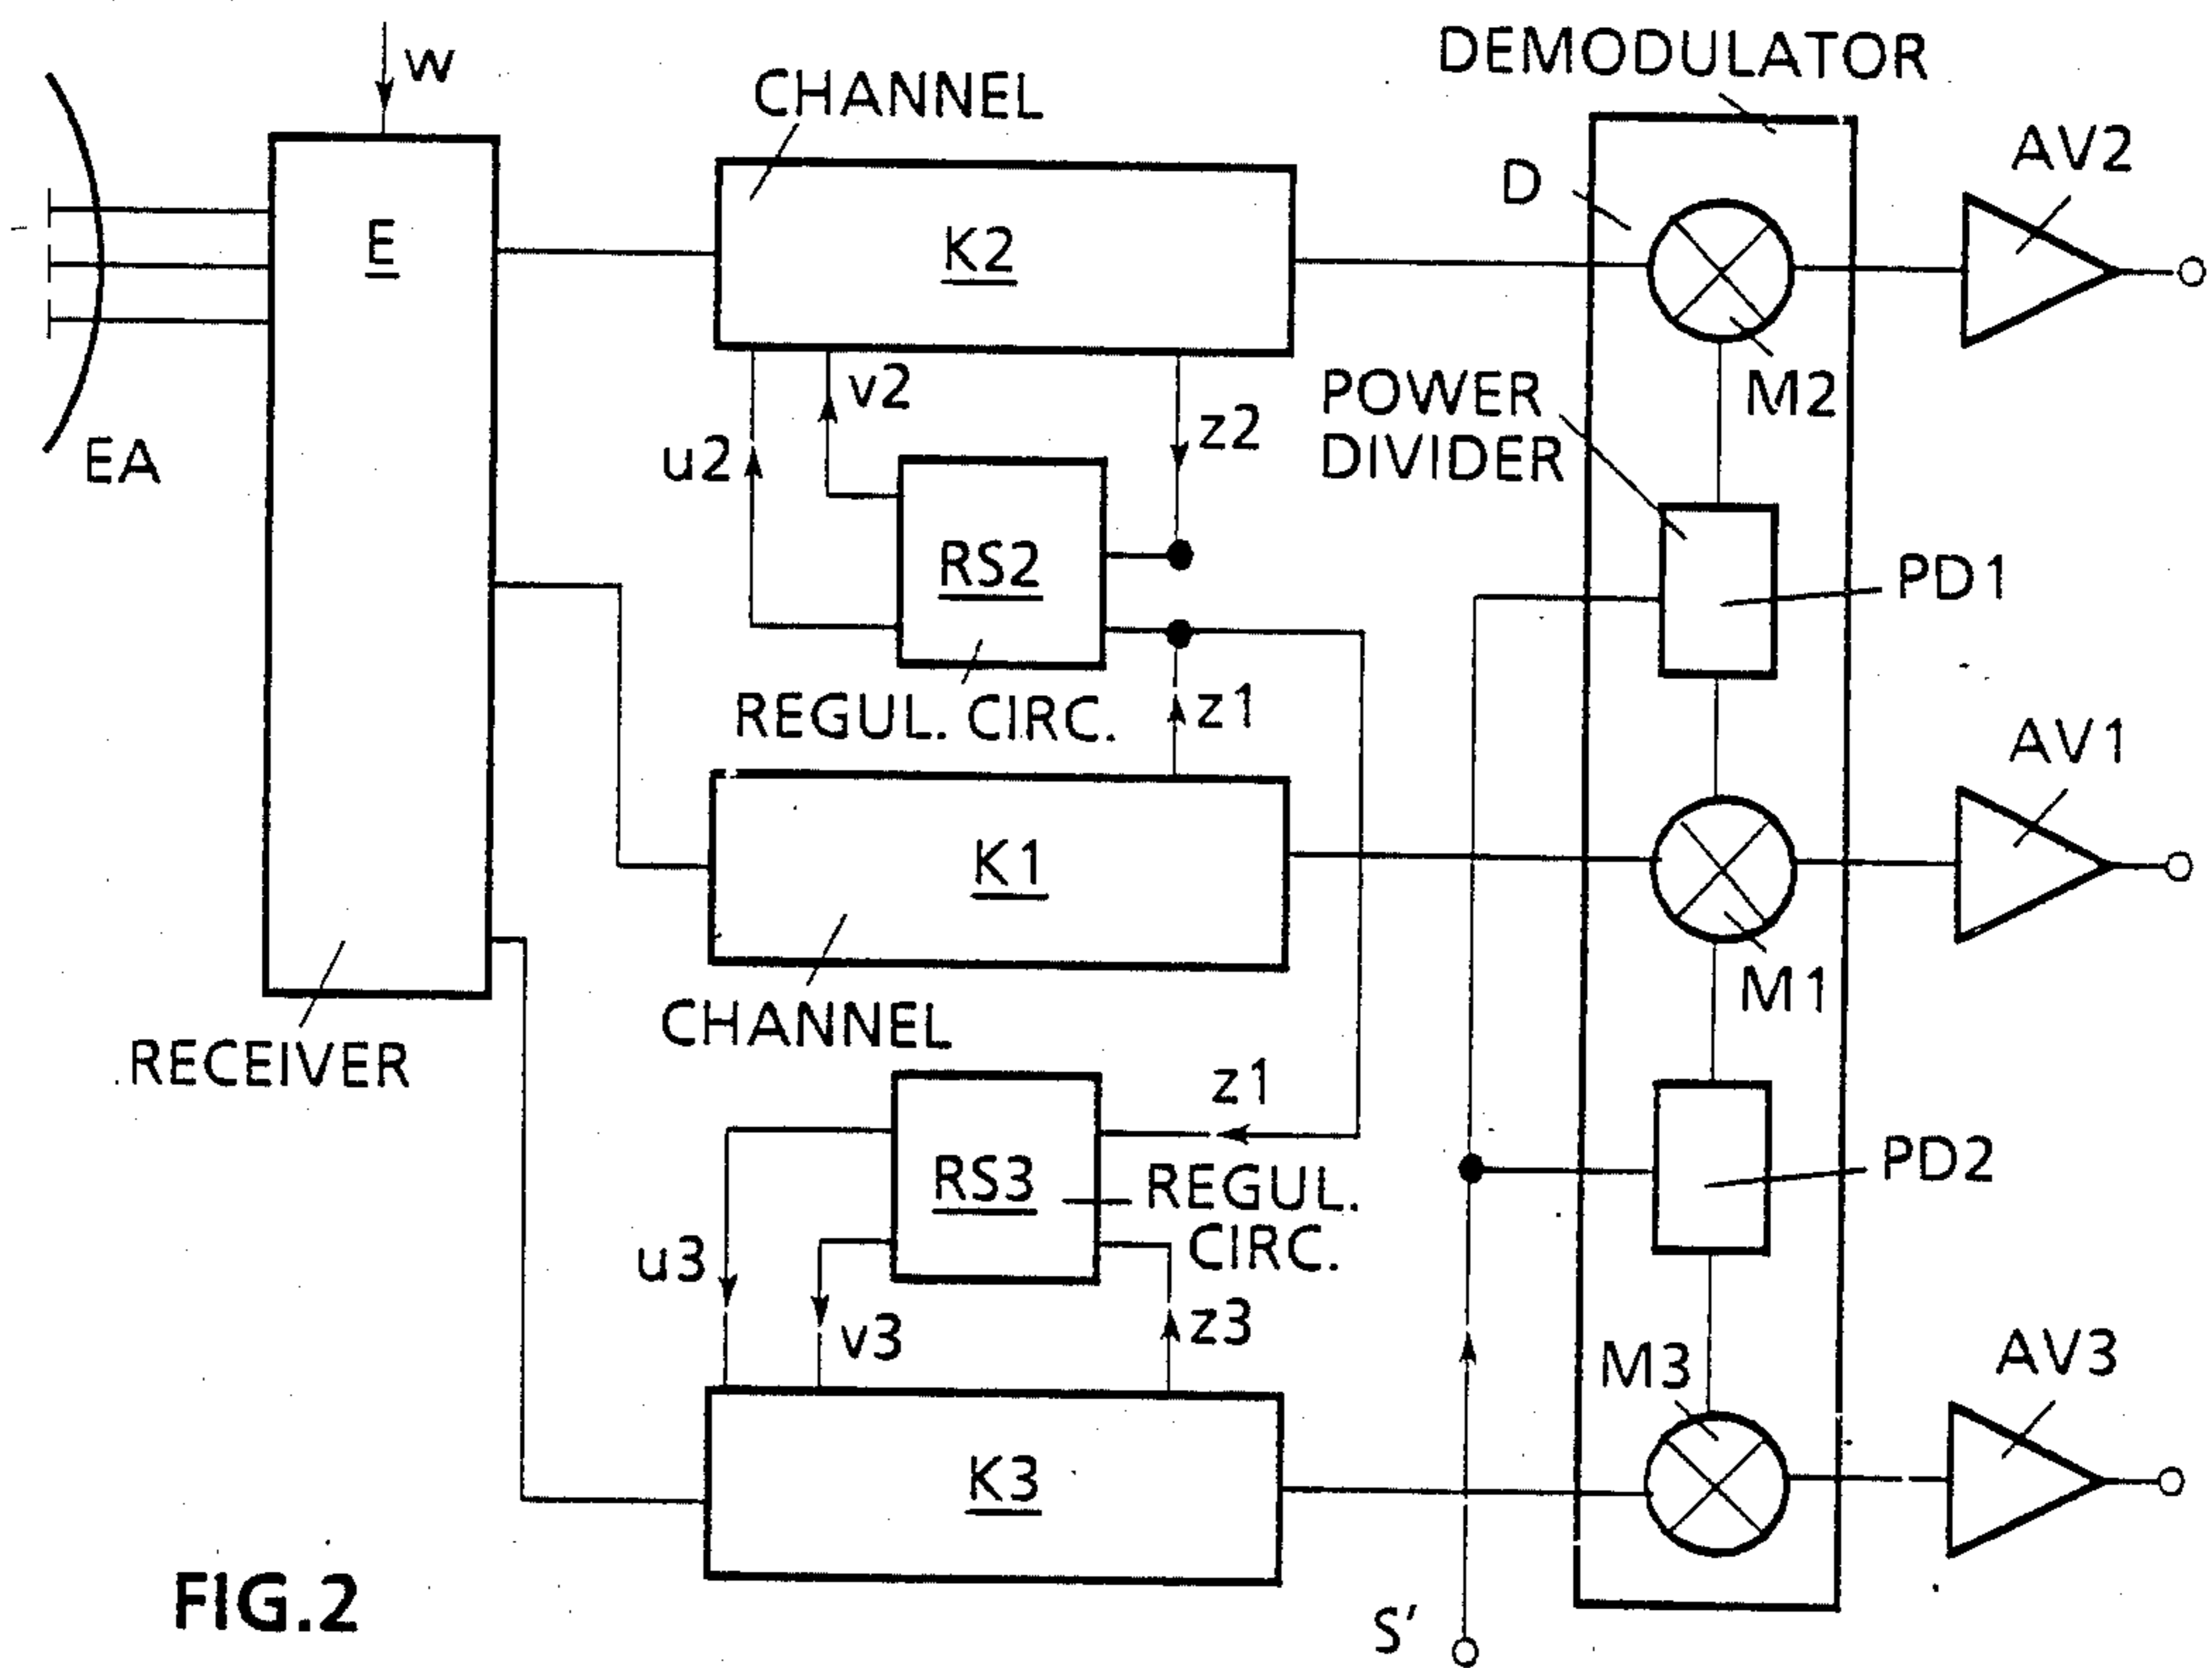 DEMODULATOR
w
CHANNEL
AV2
D
E
K2
POWER
DIVIDER
M2
v2
z2
u2
EA
RS2
PD1
REGUL. CIRC.
z1
AV1
K1
M1
CHANNEL
RECEIVER
z1
RS3
REGUL.
CIRC.
PD2
u3
v3
z3
M3
AV3
K3
FIG.2
S'